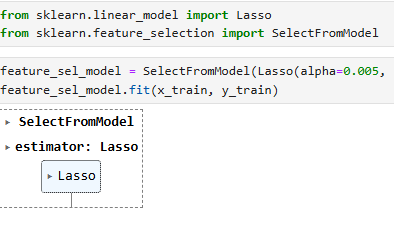 from sklearn.linear_model import Lasso
from sklearn.feature_selection import SelectFromModel
feature_sel_model = SelectFromModel(Lasso(alpha=0.005,
feature_sel_model.fit(x_train, y_train)
▸ SelectFromModel
▸ estimator: Lasso
▸ Lasso